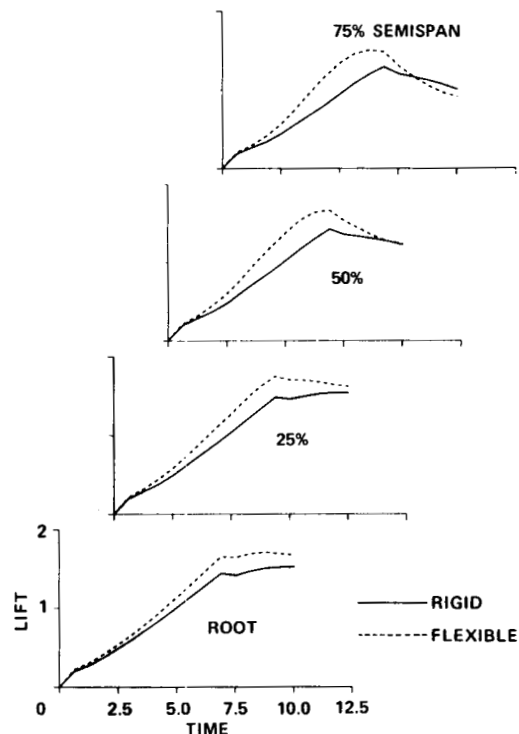 75% SEMISPAN
50%
25%
2
1
LIFT
ROOT
RIGID
FLEXIBLE
0 2.5 5.0 7.5 10.0 12.5
TIME